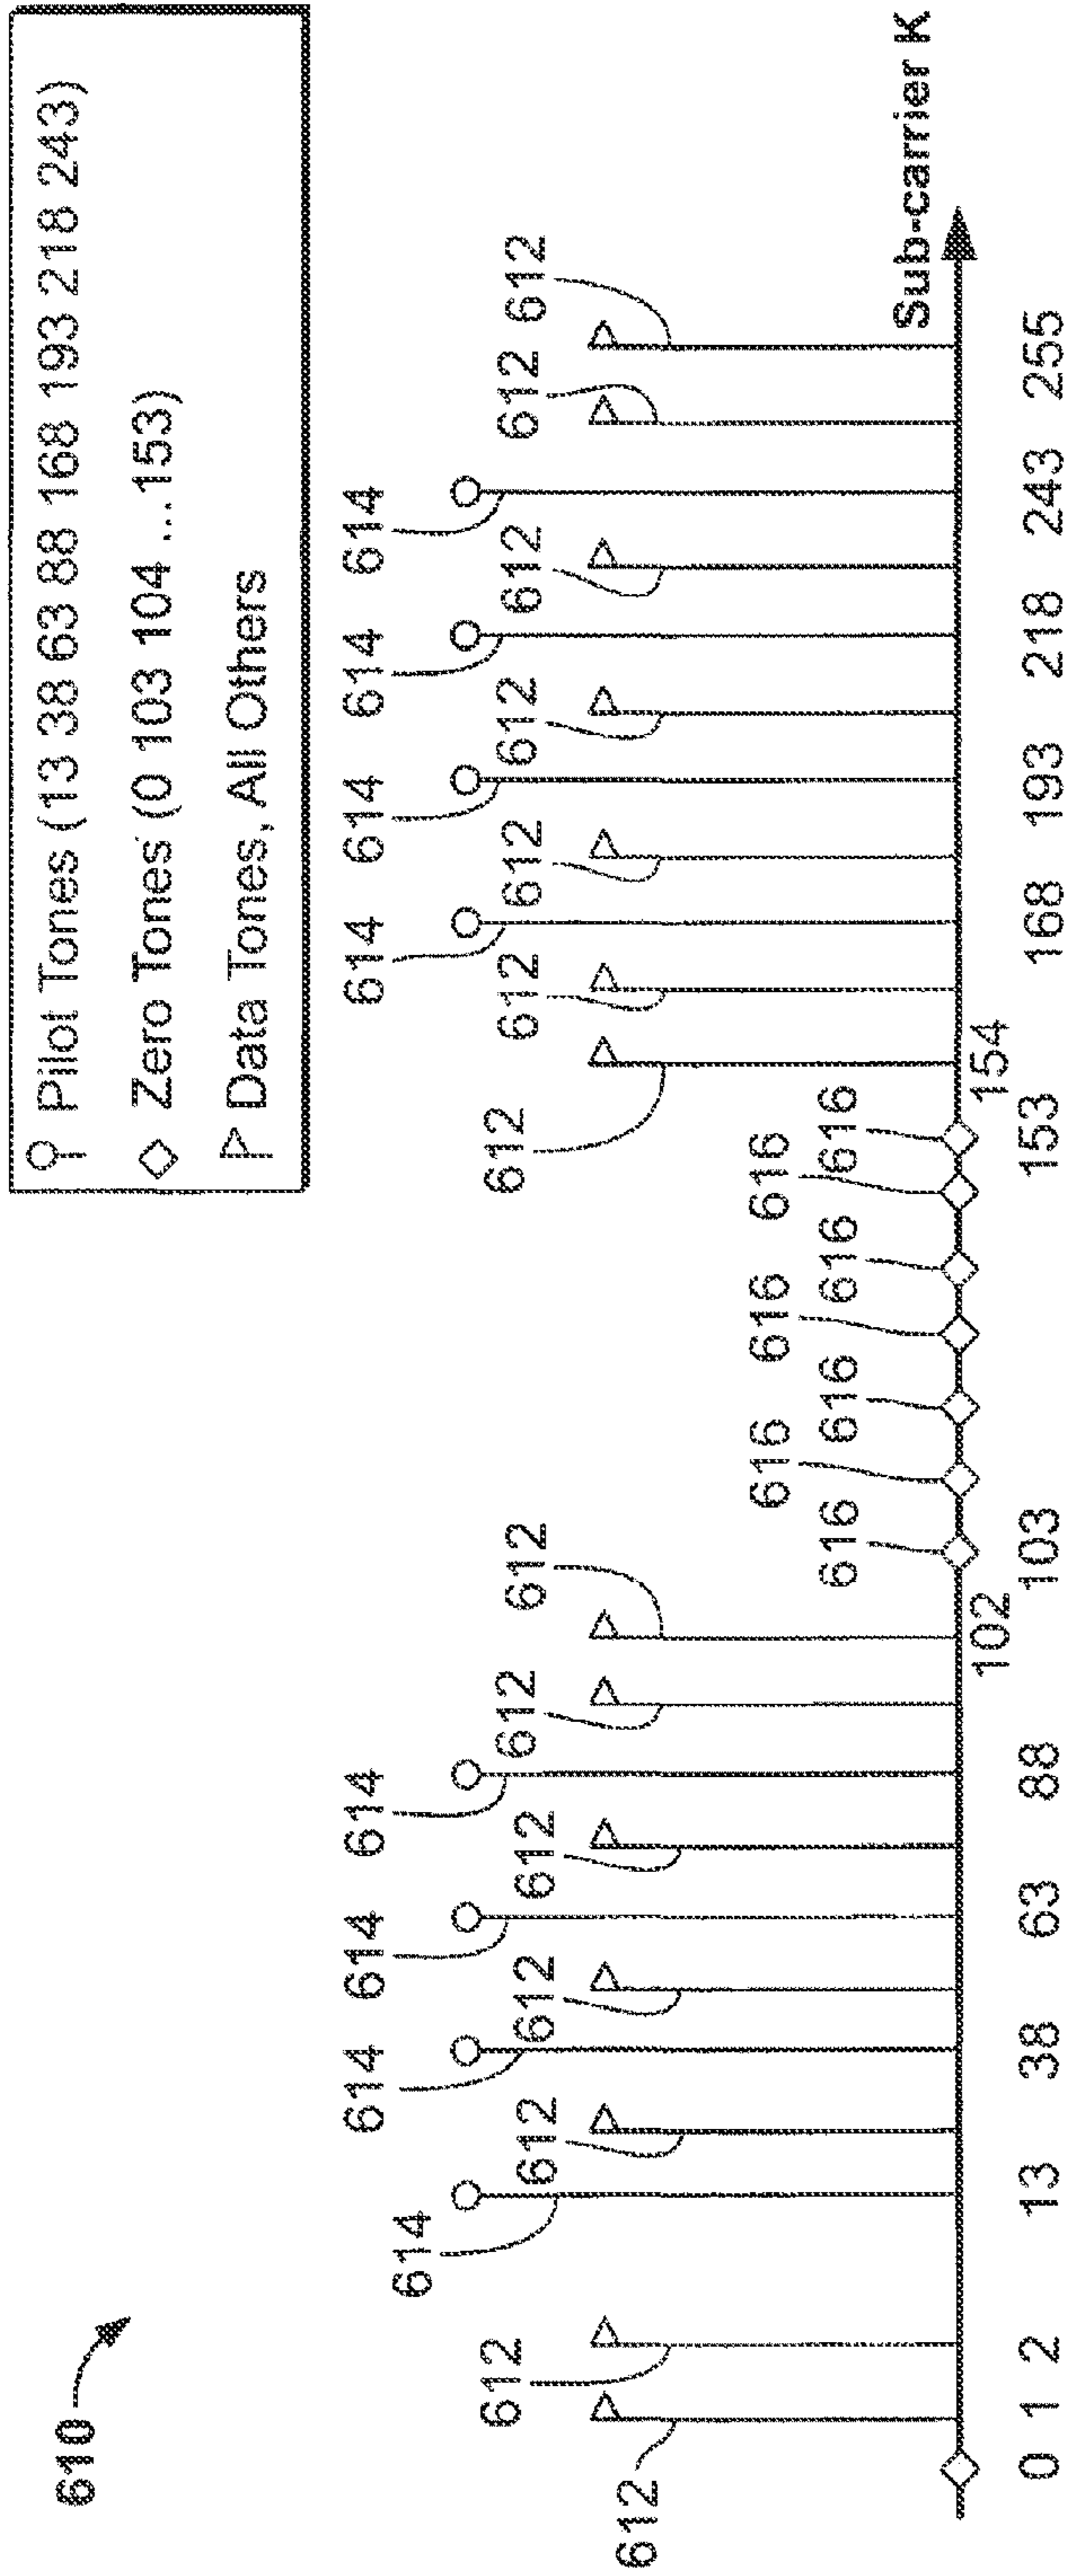 610
Pilot Tones (13 38 63 88 168 193 218 243)
Zero Tones (0 103 104 ...153)
Data Tones, All Others
614 614 614 614 614 614 614
614
612 612 612 612 612 612 612 612 612 612 612 612 612
612
616 616 616
616 616 616 616
Sub-carrier K
102 154
0 1 2 13 38 63 88 103 153 168 193 218 243 255